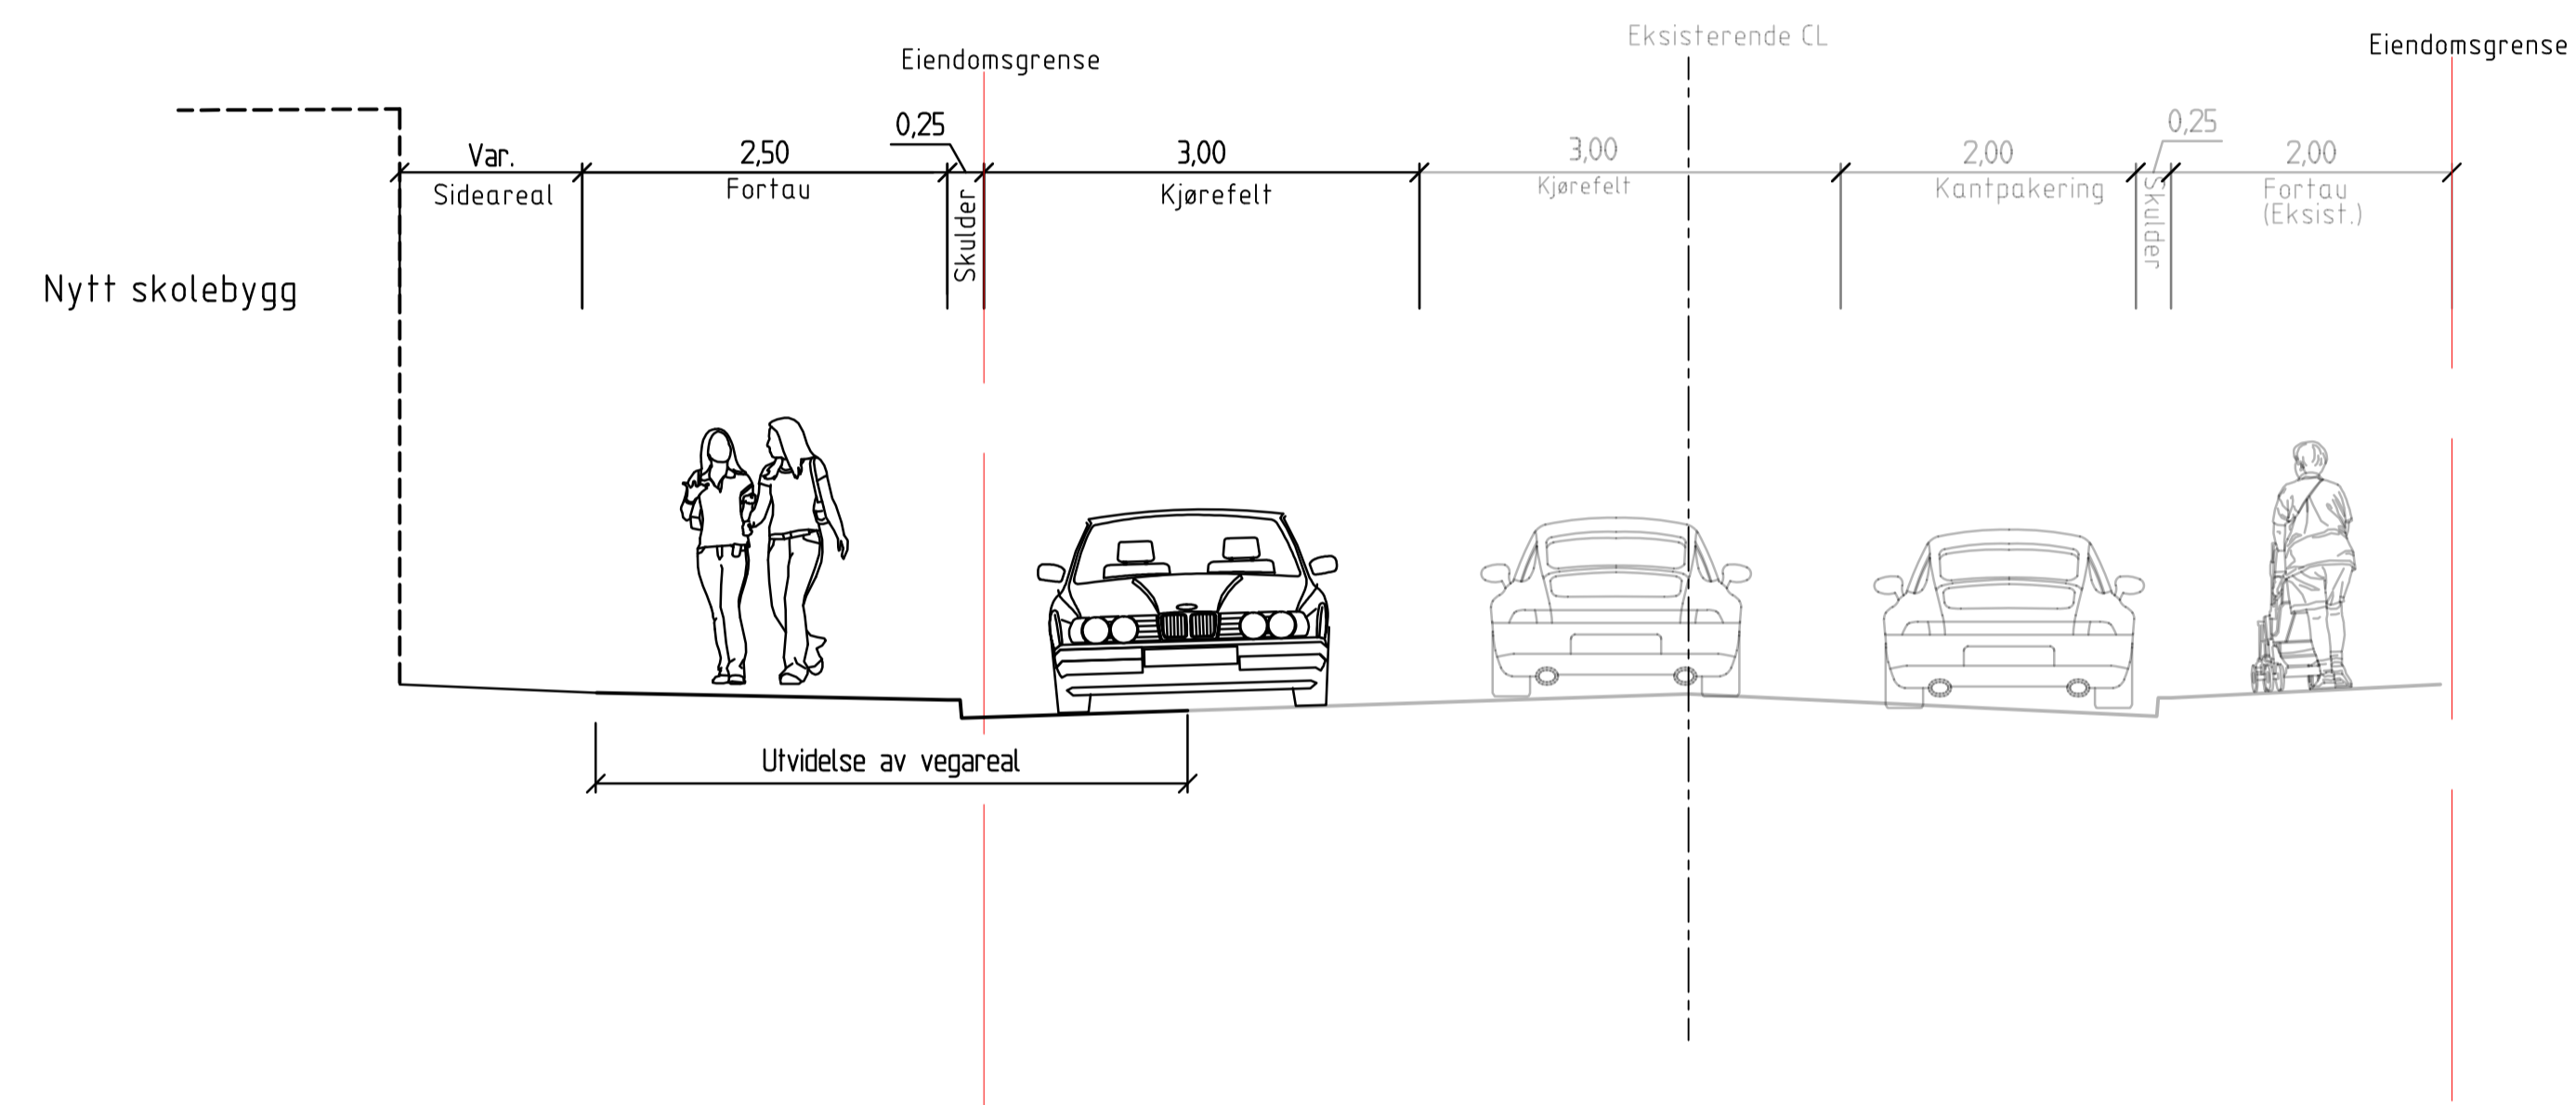 Eksisterende CL
Eiendomsgrense
Eiendomsgrense
0,25
0,25
Var.
2,50
3,00
3,00
2,00
2,00
Sideareal
Fortau
Skulder
Kjørefelt
Kjørefelt
Kantpakering
Skulder
Fortau
(Eksist.)
Nytt skolebygg
Utvidelse av vegareal